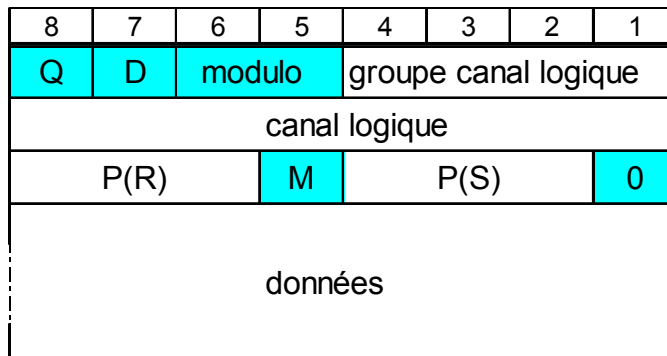 8 7 6 5 4 3 2 1
Q D modulo groupe canal logique
canal logique
P(R) M P(S) 0
données